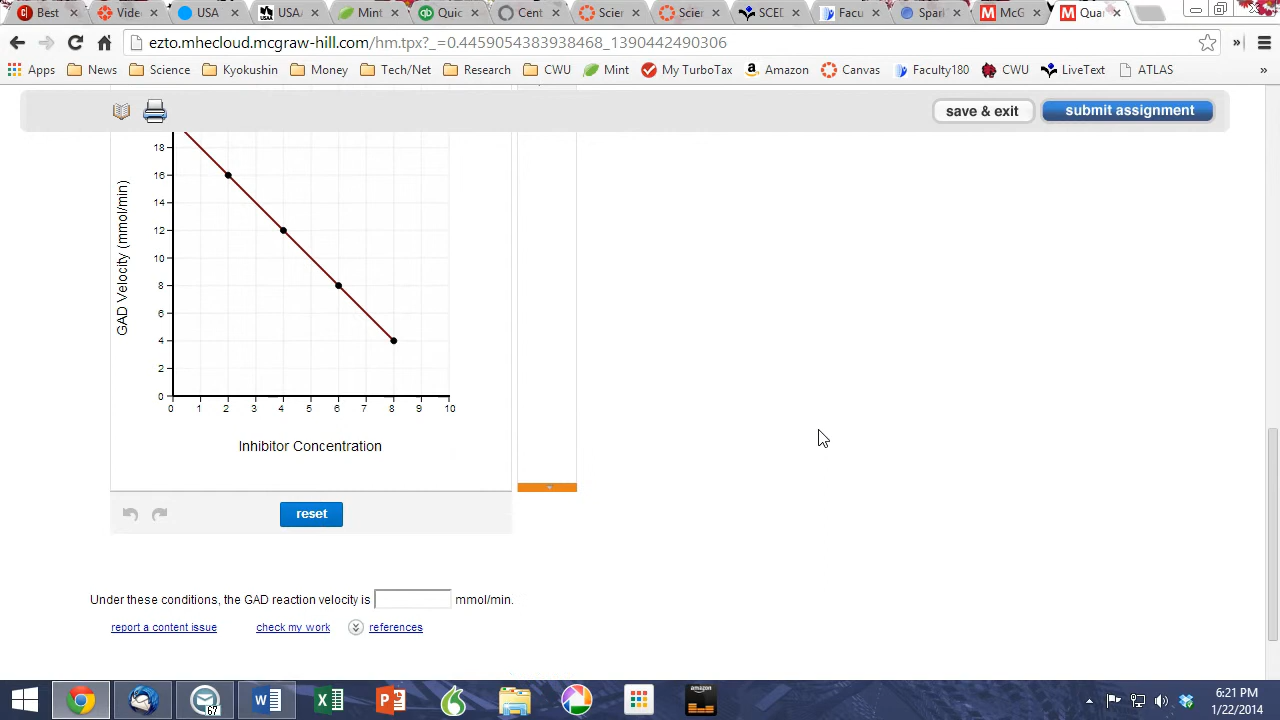 Best
Vide
USA
USA
Mint
Quic
Cent
Scie
Scie
SCED
Facu
Spark
McG
Qua
ezto.mhecloud.mcgraw-hill.com/hm.tpx?_=0.4459054383953468_1390442490306
Apps News Science Kyokushin Money Tech/Net Research CWU Mint My TurboTax Amazon Canvas Faculty180 CWU LiveText ATLAS
save & exit
submit assignment
18
16
14
12
10
8
6
4
2
0
GAD Velocity (mmol/min)
0 1 2 3 4 5 6 7 8 9 10
Inhibitor Concentration
reset
Under these conditions, the GAD reaction velocity is mmol/min.
report a content issue check my work references
6:21 PM
1/22/2014